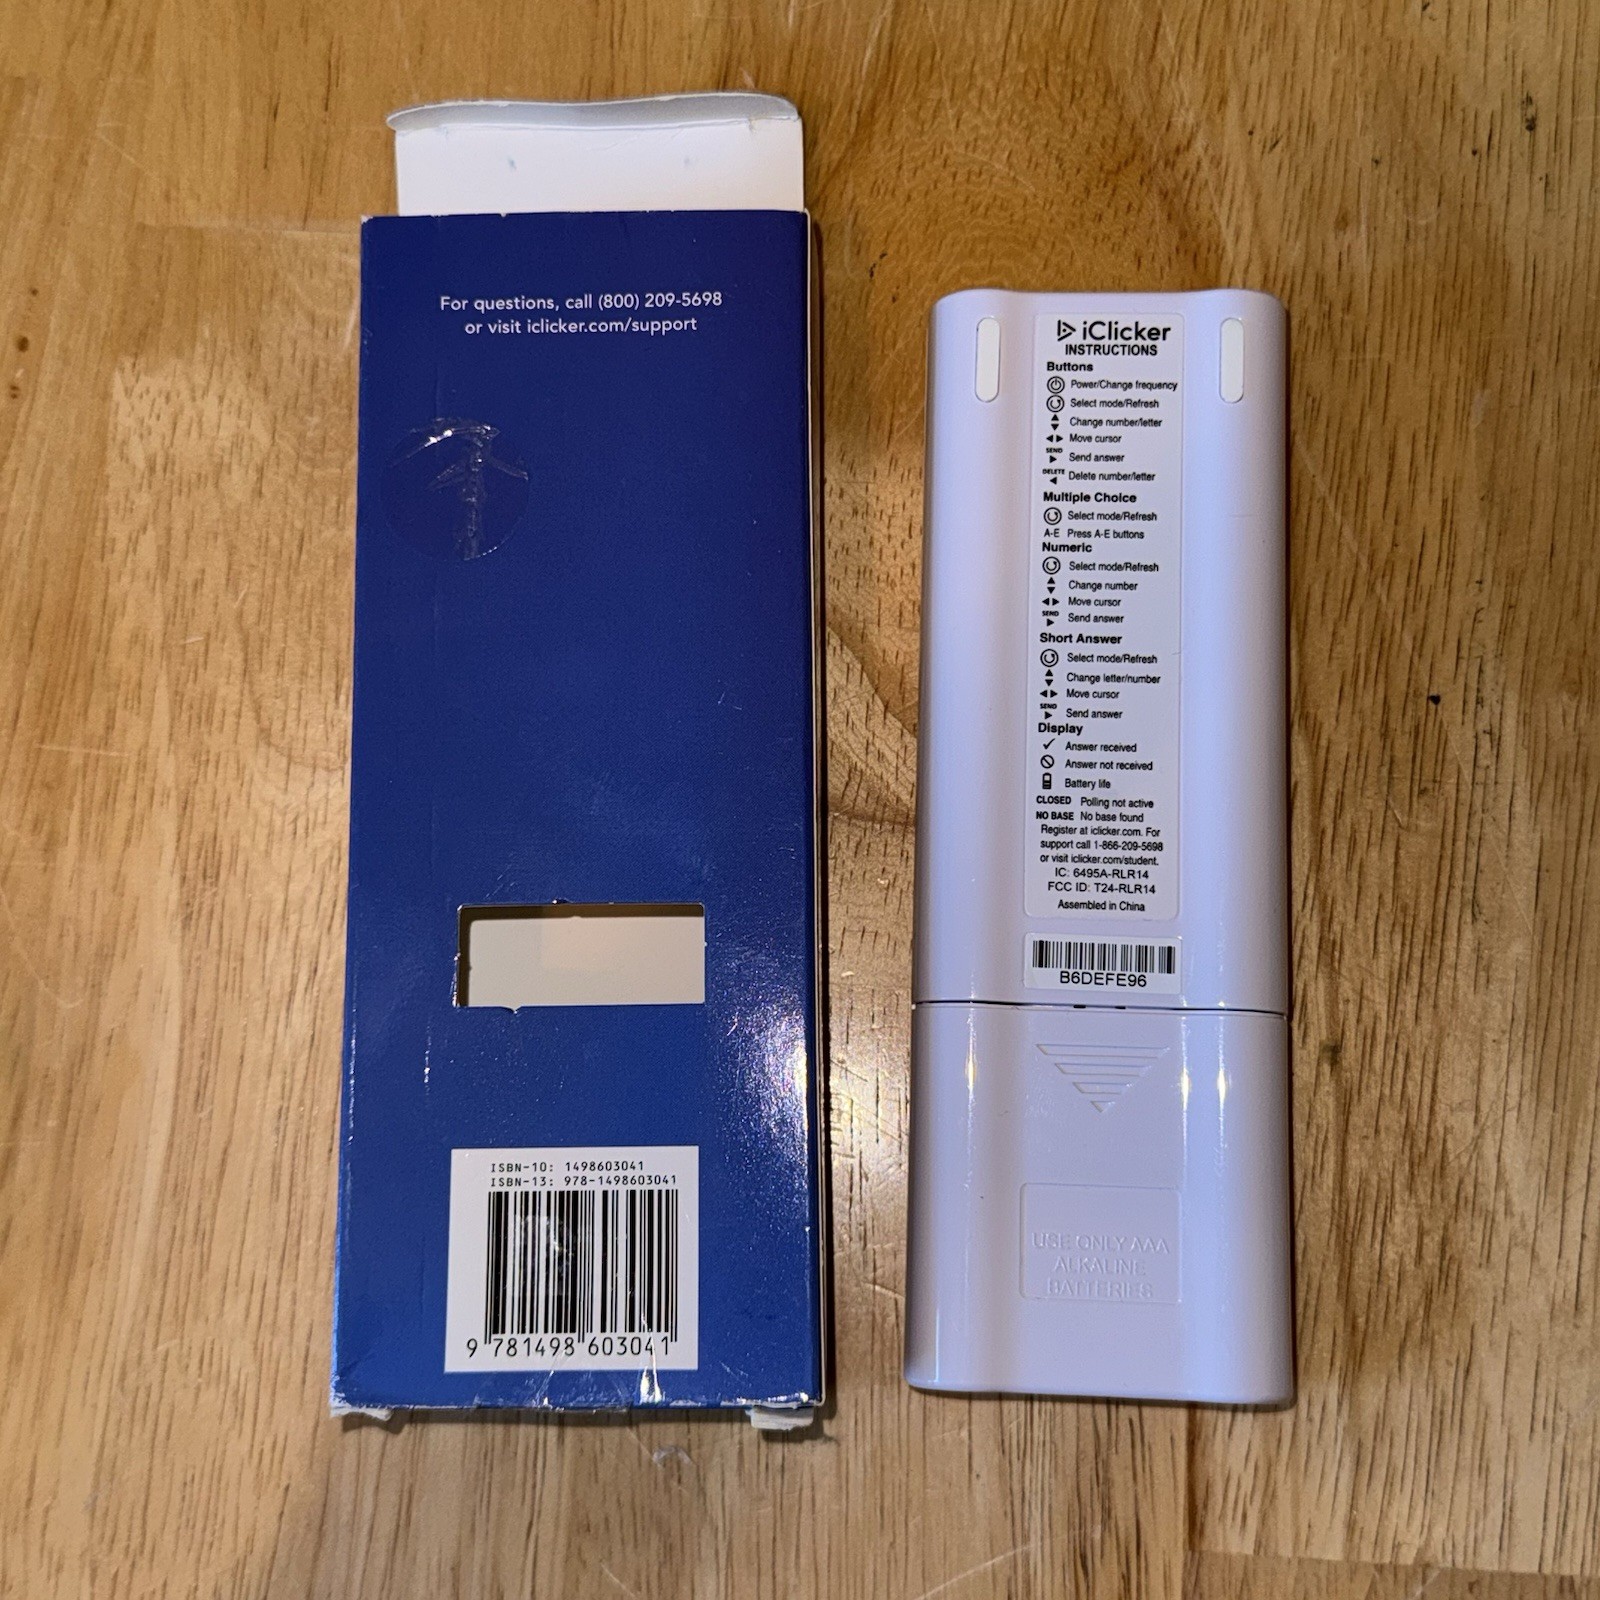 For questions, call (800) 209-5698
or visit iclicker.com/support
ISBN-10: 1498603041
ISBN-13: 978-1498603041
9 781498 603041
iClicker
INSTRUCTIONS
Buttons
Power/Change frequency
Select mode/Refresh
Change number/letter
Move cursor
SEND Send answer
DELETE Delete number/letter
Multiple Choice
Select mode/Refresh
A-E Press A-E buttons
Numeric
Select mode/Refresh
Change number
Move cursor
SEND Send answer
Short Answer
Select mode/Refresh
Change letter/number
Move cursor
SEND Send answer
Display
Answer received
Answer not received
Battery life
CLOSED Polling not active
NO BASE No base found
Register at iclicker.com. For
support call 1-866-209-5698
or visit iclicker.com/student.
IC: 6495A-RLR14
FCC ID: T24-RLR14
Assembled in China
B6DEFE96
USE ONLY AAA
ALKALINE
BATTERIES